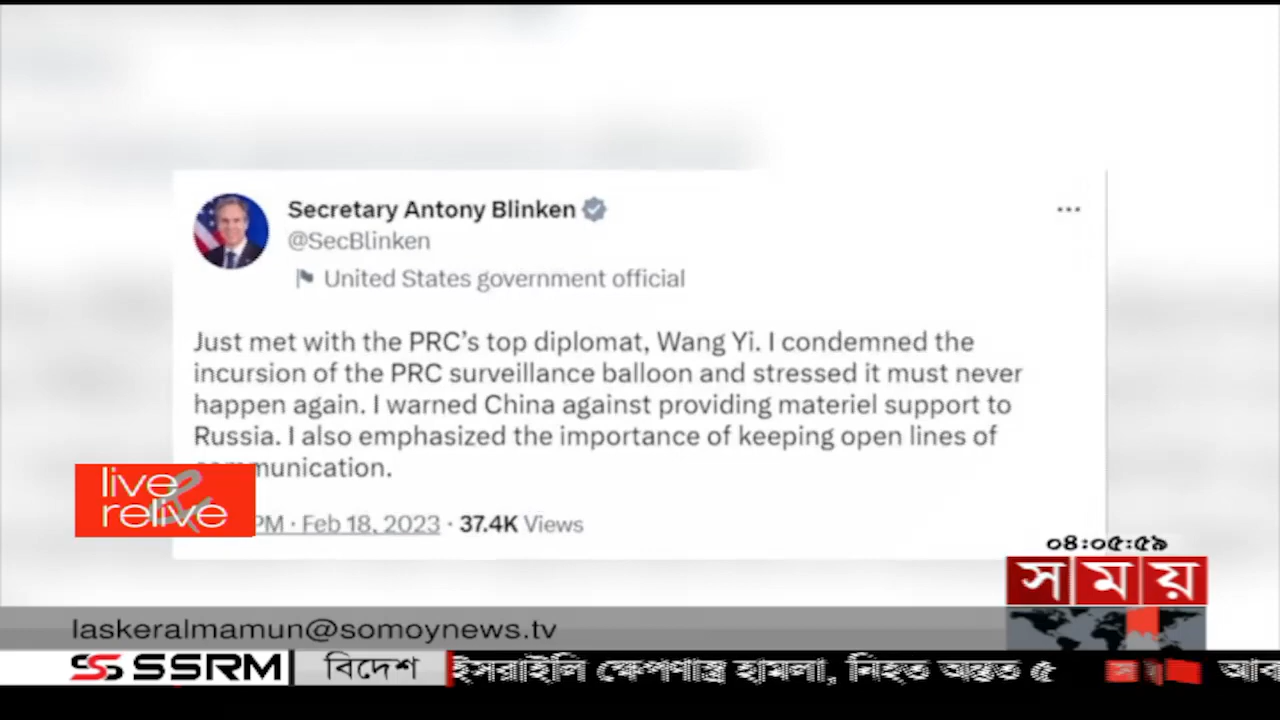 Secretary Antony Blinken
@SecBlinken
United States government official
Just met with the PRC's top diplomat, Wang Yi. I condemned the
incursion of the PRC surveillance balloon and stressed it must never
happen again. I warned China against providing materiel support to
Russia. I also emphasized the importance of keeping open lines of
communication.
live &
relive
PM · Feb 18, 2023 · 37.4K Views
০৪:০৫:৫৯
সময়
laskeralmamun@somoynews.tv
SSRM বিদেশ ইসরাইলি ক্ষেপণাস্ত্র হামলা, নিহত অন্তত ৫